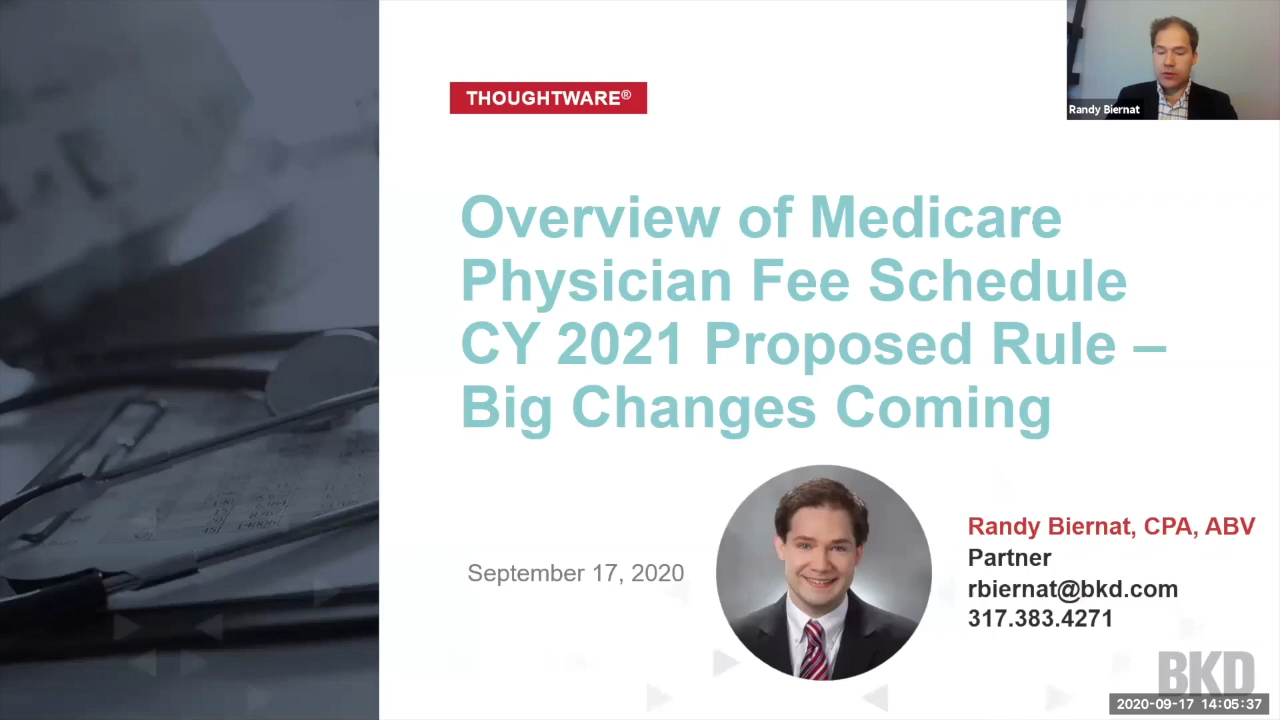 THOUGHTWARE®
Randy Biernat
Overview of Medicare
Physician Fee Schedule
CY 2021 Proposed Rule –
Big Changes Coming
September 17, 2020
Randy Biernat, CPA, ABV
Partner
rbiernat@bkd.com
317.383.4271
BKD
2020-09-17 14:05:37